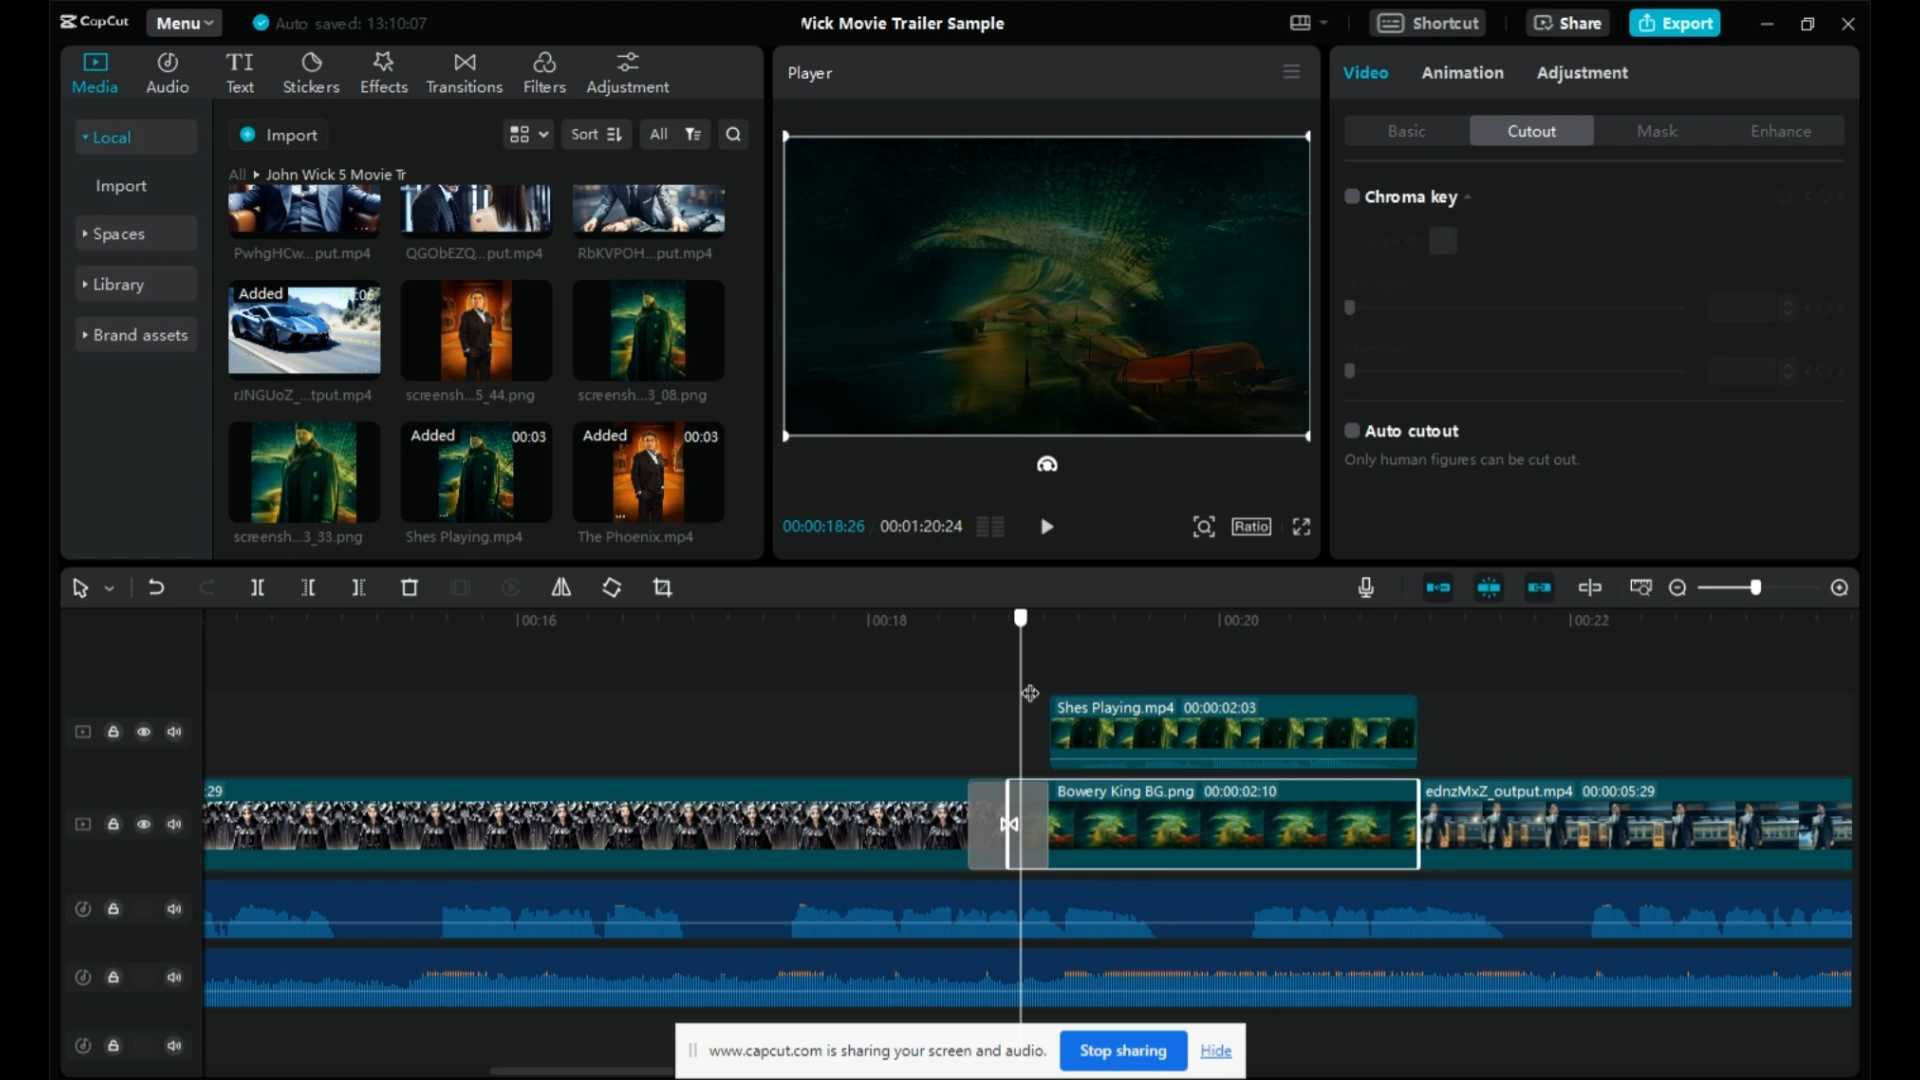 CapCut
Menu
Auto saved: 13:10:07
Wick Movie Trailer Sample
Shortcut
Share
Export
Media
Audio
Text
Stickers
Effects
Transitions
Filters
Adjustment
Player
Video
Animation
Adjustment
Local
Import
Spaces
Library
Brand assets
Import
Sort
All
All
John Wick 5 Movie Tr
PwhgHCw...put.mp4
QGObEZQ...put.mp4
RbKVPOH...put.mp4
Added
rJNGUoZ_...tput.mp4
screensh...5_44.png
screensh...3_08.png
screensh...3_33.png
Added
00:03
Shes Playing.mp4
Added
00:03
The Phoenix.mp4
00:00:18:26
00:01:20:24
Ratio
Basic
Cutout
Mask
Enhance
Chroma key
Auto cutout
Only human figures can be cut out.
00:16
00:18
00:20
00:22
Shes Playing.mp4 00:00:02:03
:29
Bowery King BG.png 00:00:02:10
ednzMxZ_output.mp4 00:00:05:29
www.capcut.com is sharing your screen and audio.
Stop sharing
Hide